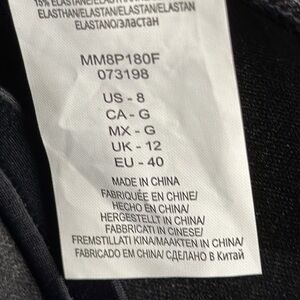 15% ELASTANE/ELASTAN/
ELASTHAN/ELASTAN/ELASTAN/ELASTAN
ELASTANO/эластан
MM8P180F
073198
US - 8
CA - G
MX - G
UK - 12
EU - 40
MADE IN CHINA
FABRIQUÉE EN CHINE/
HECHO EN CHINA/
HERGESTELLT IN CHINA/
FABBRICATI IN CINESE/
FREMSTILLATI KINA/MAAKTEN IN CHINA/
FABRICADO EM CHINA/ СДЕЛАНО В Китай